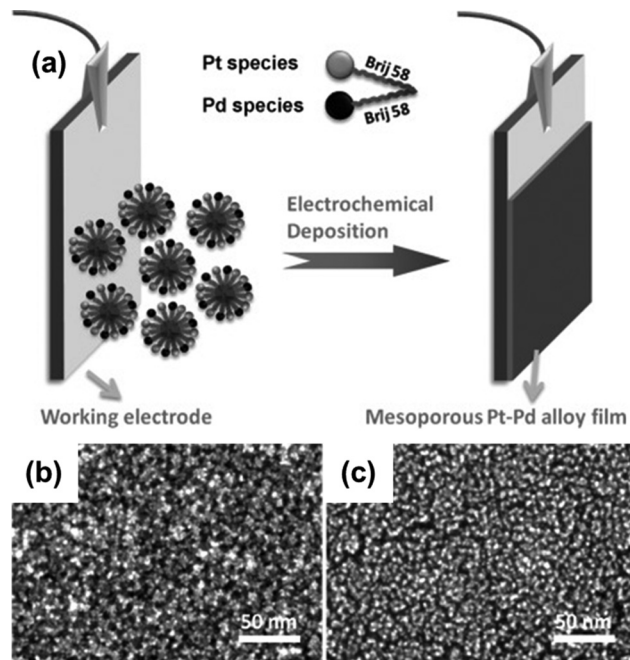 (a)
Pt species
Brij 58
Pd species
Brij 58
Electrochemical
Deposition
Working electrode
Mesoporous Pt-Pd alloy film
(b)
(c)
50 nm
50 nm